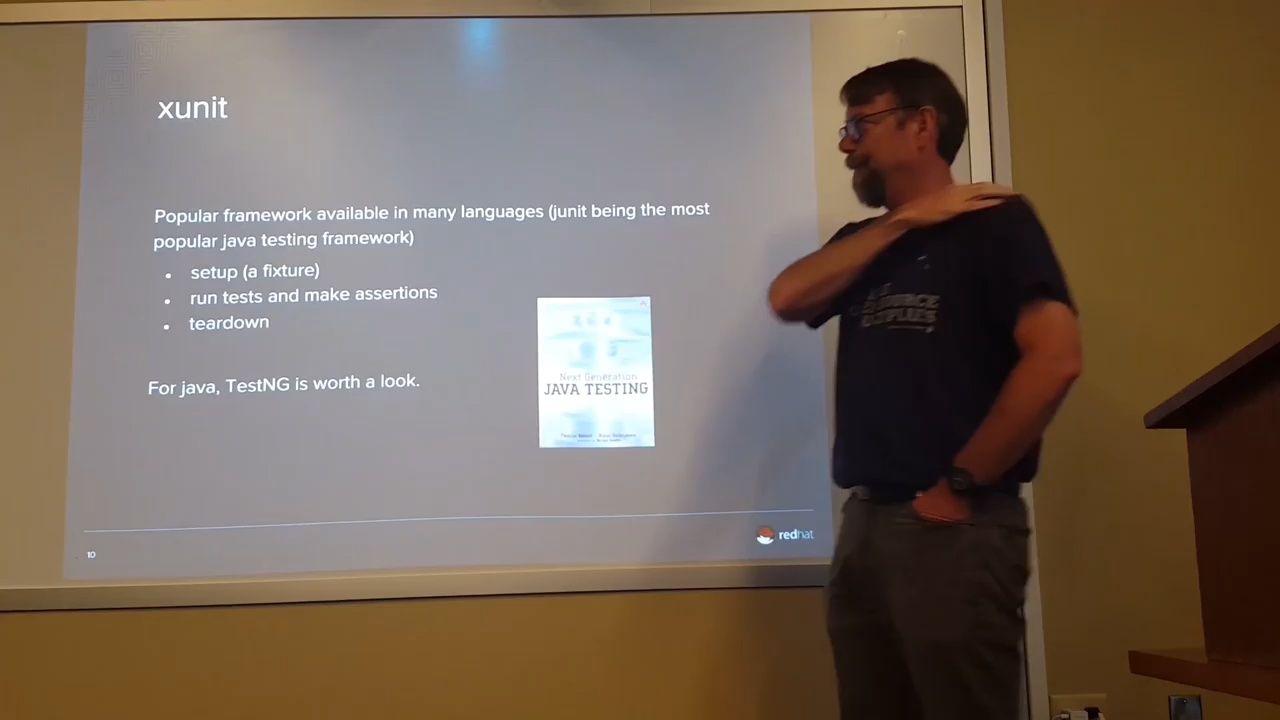 xunit
Popular framework available in many languages (junit being the most
popular java testing framework)
• setup (a fixture)
• run tests and make assertions
• teardown
For java, TestNG is worth a look.
Next Generation
JAVA TESTING
redhat
10